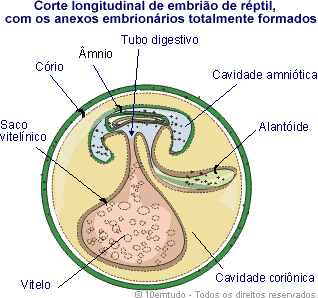 Corte longitudinal de embrião de réptil,
com os anexos embrionários totalmente formados
Tubo digestivo
Âmnio
Cório
Cavidade amniótica
Saco
vitelínico
Alantóide
Vitelo
Cavidade coriônica
© 10emtudo - Todos os direitos reservados.